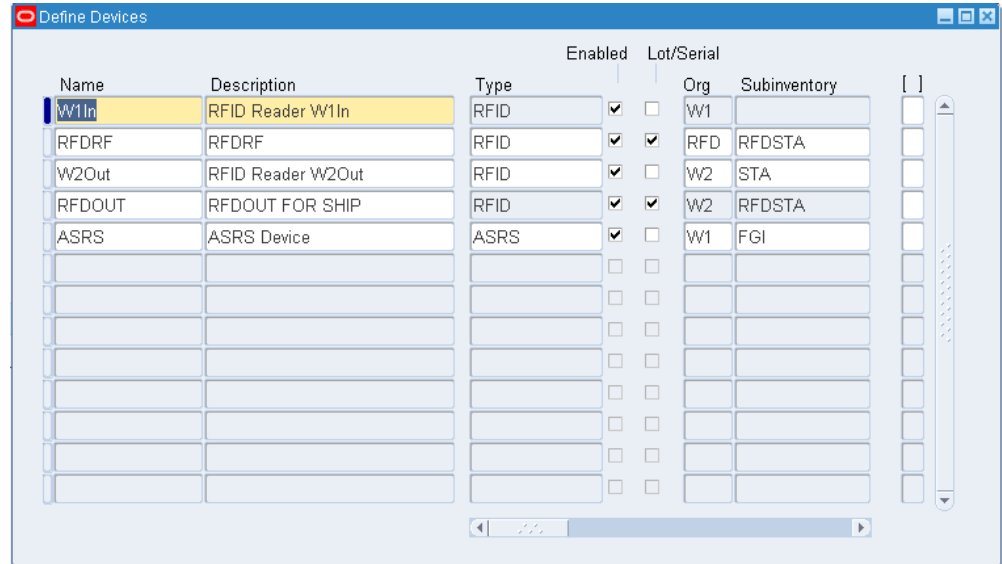 Define Devices
Enabled Lot/Serial
Name Description Type Org Subinventory [ ]
W1In RFID Reader W1In RFID W1
RFDRF RFDRF RFID RFD RFDSTA
W2Out RFID Reader W2Out RFID W2 STA
RFDOUT RFDOUT FOR SHIP RFID W2 RFDSTA
ASRS ASRS Device ASRS W1 FGI